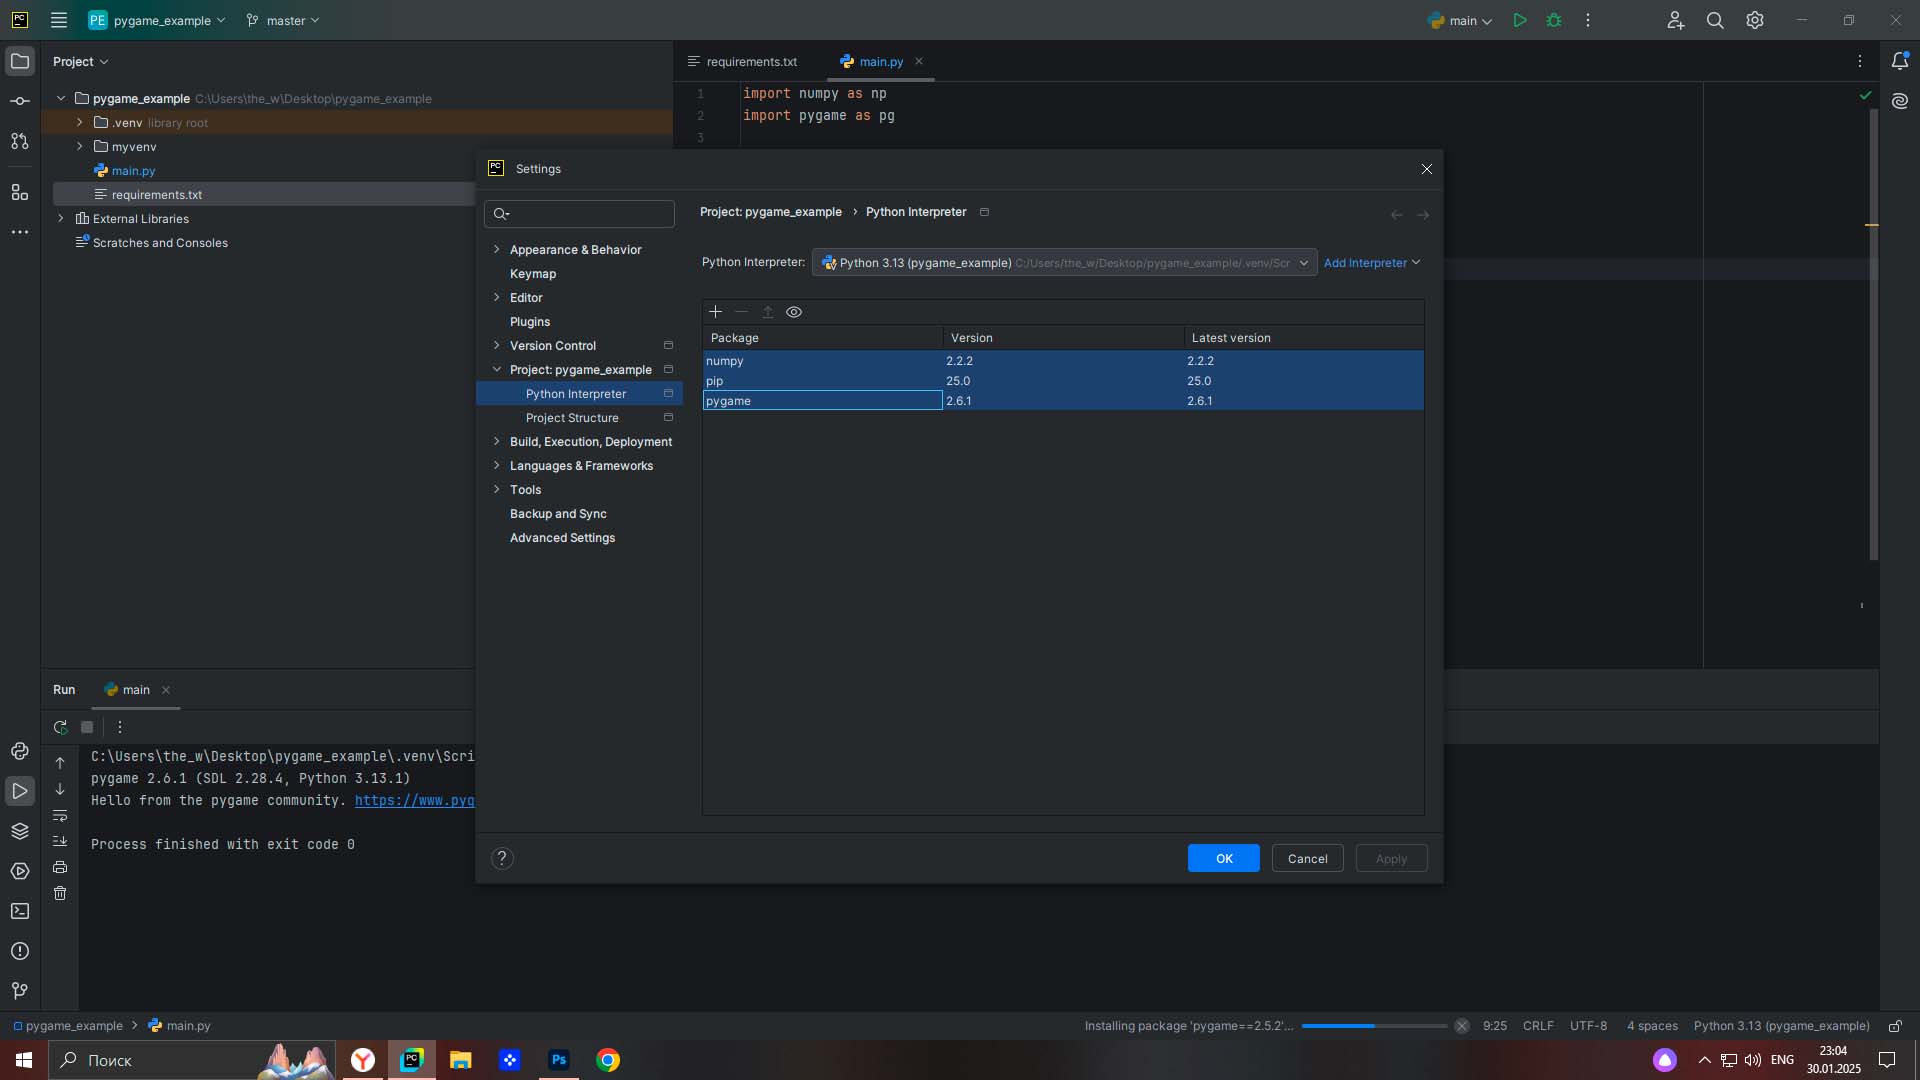 PC
PE pygame_example
master
main
Project
requirements.txt
main.py
pygame_example C:\Users\the_w\Desktop\pygame_example
.venv library root
myvenv
main.py
requirements.txt
External Libraries
Scratches and Consoles
1 import numpy as np
2 import pygame as pg
3
PC Settings
Project: pygame_example › Python Interpreter
Appearance & Behavior
Keymap
Editor
Plugins
Version Control
Project: pygame_example
Python Interpreter
Project Structure
Build, Execution, Deployment
Languages & Frameworks
Tools
Backup and Sync
Advanced Settings
Python Interpreter: Python 3.13 (pygame_example) C:/Users/the_w/Desktop/pygame_example/.venv/Scr Add Interpreter
Package Version Latest version
numpy 2.2.2 2.2.2
pip 25.0 25.0
pygame 2.6.1 2.6.1
? OK Cancel Apply
Run main
C:\Users\the_w\Desktop\pygame_example\.venv\Scri
pygame 2.6.1 (SDL 2.28.4, Python 3.13.1)
Hello from the pygame community. https://www.pyg
Process finished with exit code 0
pygame_example > main.py
Installing package 'pygame==2.5.2'... 9:25 CRLF UTF-8 4 spaces Python 3.13 (pygame_example)
Поиск
Y
PC
Ps
ENG
23:04
30.01.2025